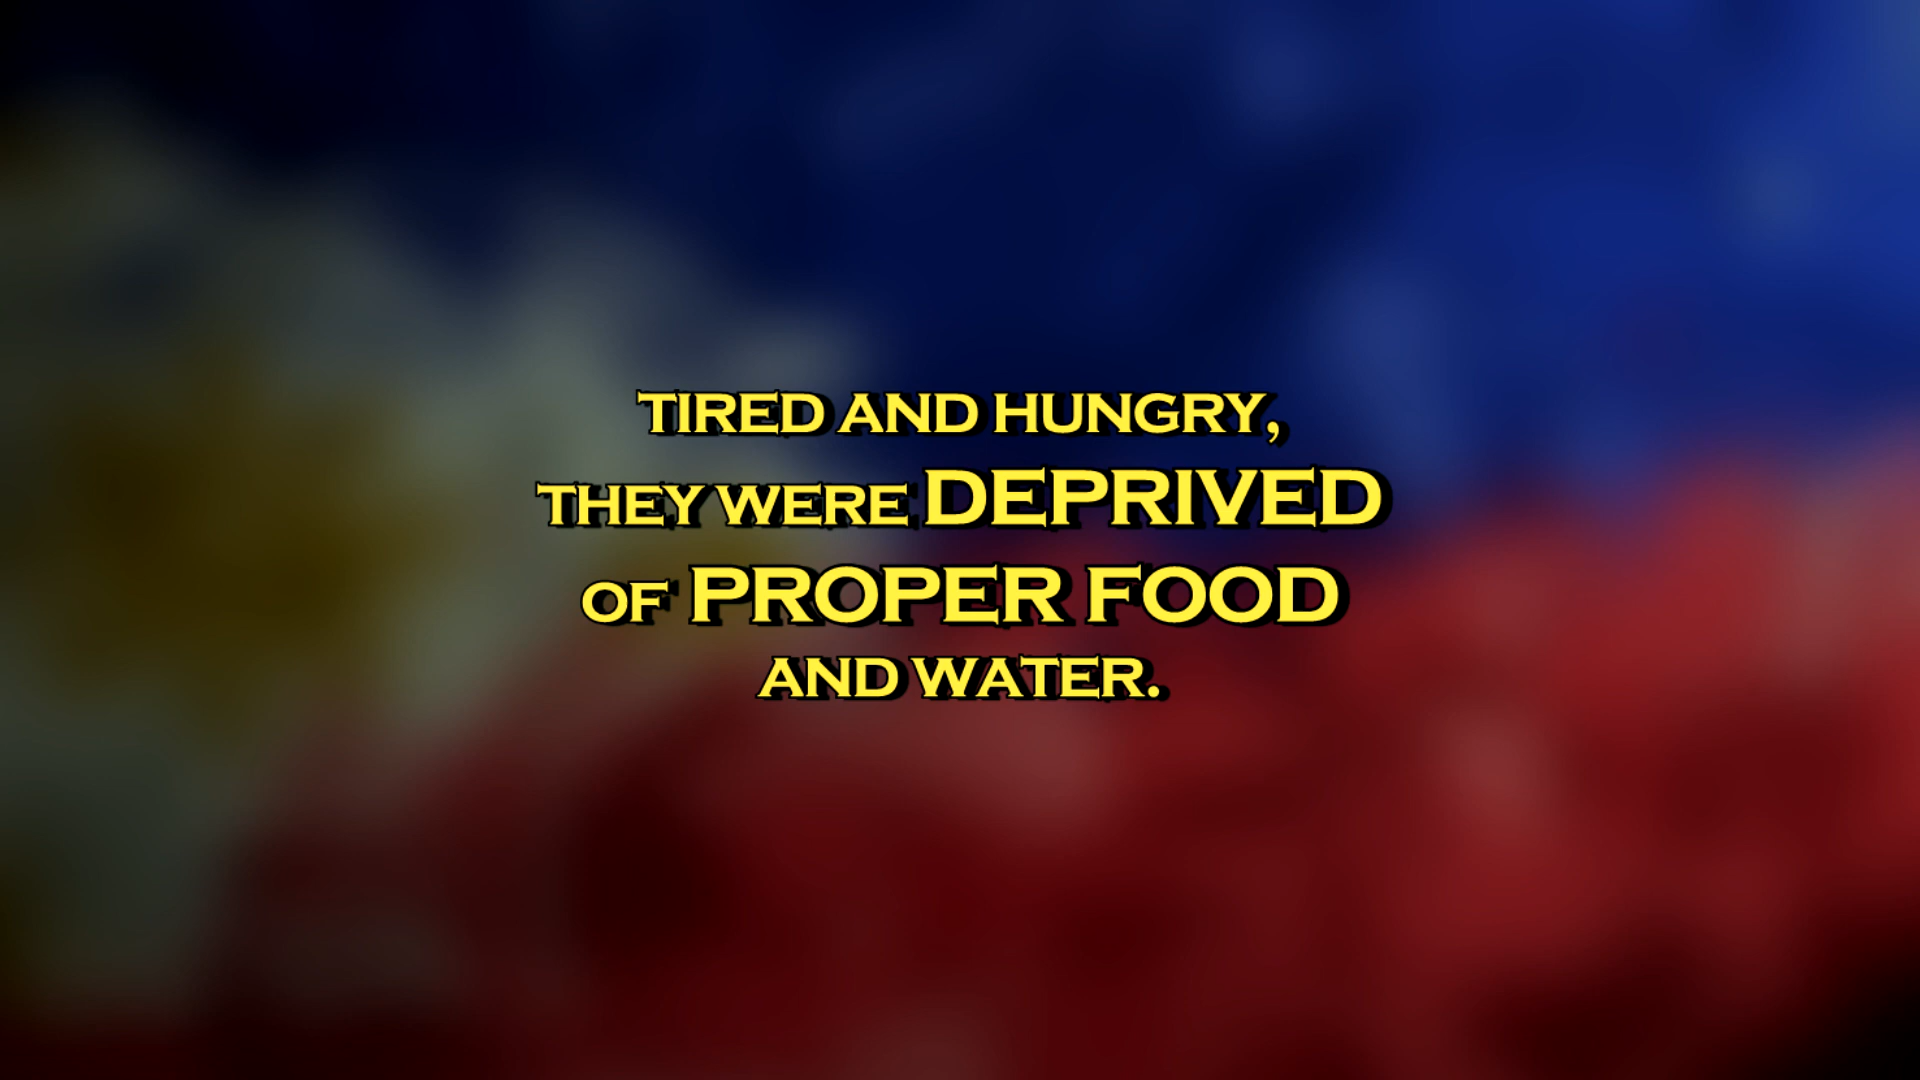 TIRED AND HUNGRY,
THEY WERE DEPRIVED
OF PROPER FOOD
AND WATER.